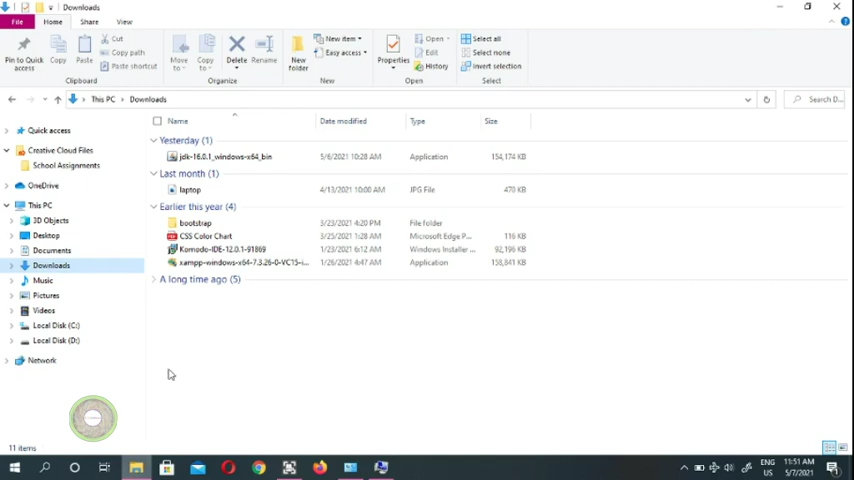 Downloads
File
Home
Share
View
Pin to Quick access
Copy
Paste
Cut
Copy path
Paste shortcut
Clipboard
Move to
Copy to
Delete
Rename
Organize
New folder
New item
Easy access
New
Properties
Open
Edit
History
Open
Select all
Select none
Invert selection
Select
This PC > Downloads
Search D...
Name
Date modified
Type
Size
Yesterday (1)
jdk-16.0.1_windows-x64_bin 5/6/2021 10:28 AM Application 154,174 KB
Last month (1)
laptop 4/13/2021 10:00 AM JPG File 470 KB
Earlier this year (4)
bootstrap 3/23/2021 4:20 PM File folder
CSS Color Chart 3/25/2021 1:28 AM Microsoft Edge P... 116 KB
Komodo-IDE-12.0.1-91869 1/23/2021 6:12 AM Windows Installer ... 92,196 KB
xampp-windows-x64-7.3.26-0-VC15-i... 1/26/2021 4:47 AM Application 158,841 KB
A long time ago (5)
Quick access
Creative Cloud Files
School Assignments
OneDrive
This PC
3D Objects
Desktop
Documents
Downloads
Music
Pictures
Videos
Local Disk (C:)
Local Disk (D:)
Network
11 items
ENG
US
11:51 AM
5/7/2021